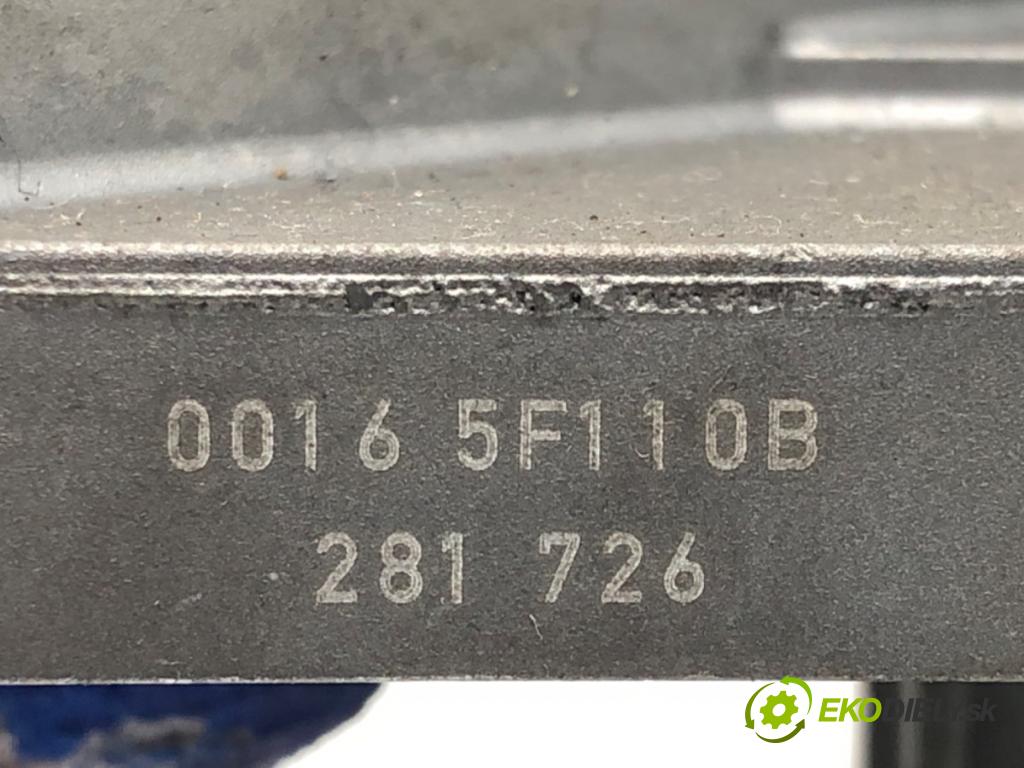 0016 5F110B
281 726
EKODIELY.sk